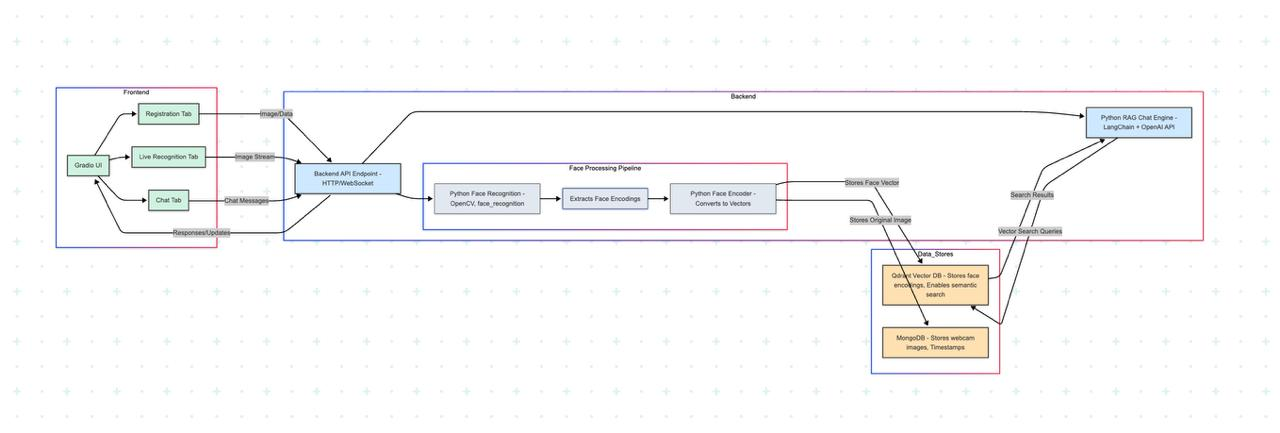 Frontend
Backend
Registration Tab
Image/Data
Python RAG Chat Engine -
LangChain + OpenAI API
Live Recognition Tab
Image Stream
Gradio UI
Backend API Endpoint -
HTTP/WebSocket
Face Processing Pipeline
Chat Tab
Chat Messages
Python Face Recognition -
OpenCV, face_recognition
Extracts Face Encodings
Python Face Encoder -
Converts to Vectors
Stores Face Vector
Search Results
Stores Original Image
Responses/Updates
Vector Search Queries
Data_Stores
Qdrant Vector DB - Stores face
encodings, Enables semantic
search
MongoDB - Stores webcam
images, Timestamps